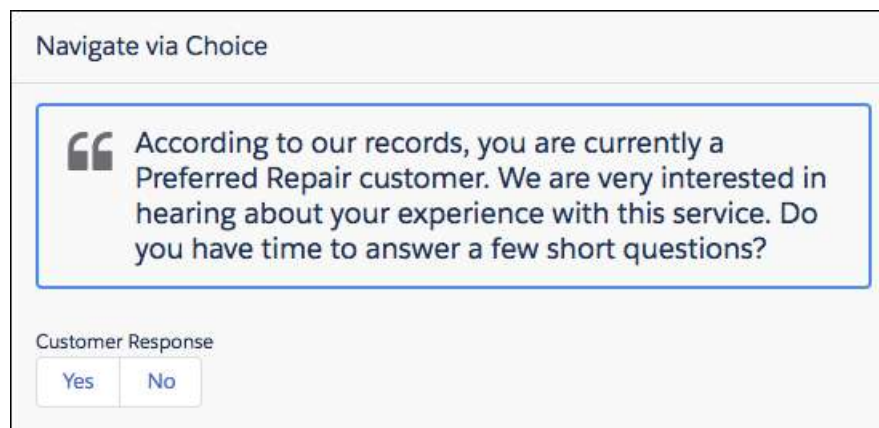 Navigate via Choice
According to our records, you are currently a
Preferred Repair customer. We are very interested in
hearing about your experience with this service. Do
you have time to answer a few short questions?
Customer Response
Yes No